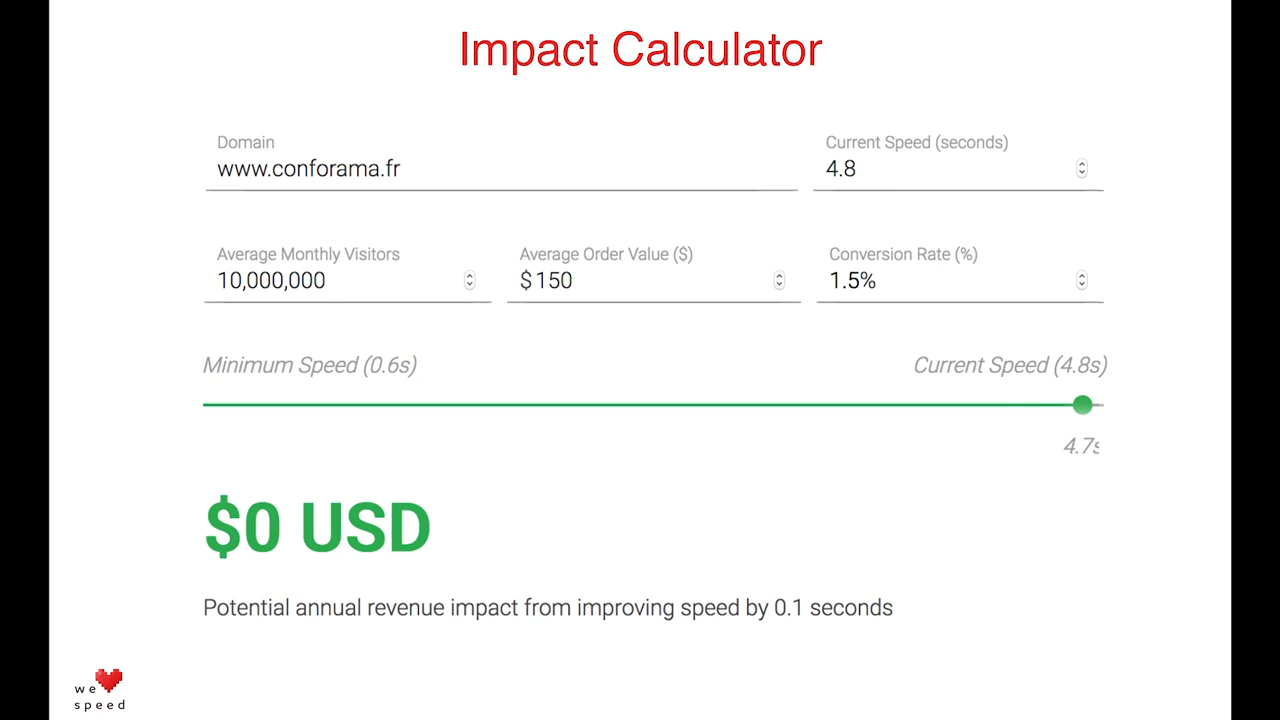 Impact Calculator
Domain
www.conforama.fr
Current Speed (seconds)
4.8
Average Monthly Visitors
10,000,000
Average Order Value ($)
$ 150
Conversion Rate (%)
1.5%
Minimum Speed (0.6s)
Current Speed (4.8s)
4.7s
$0 USD
Potential annual revenue impact from improving speed by 0.1 seconds
we
speed